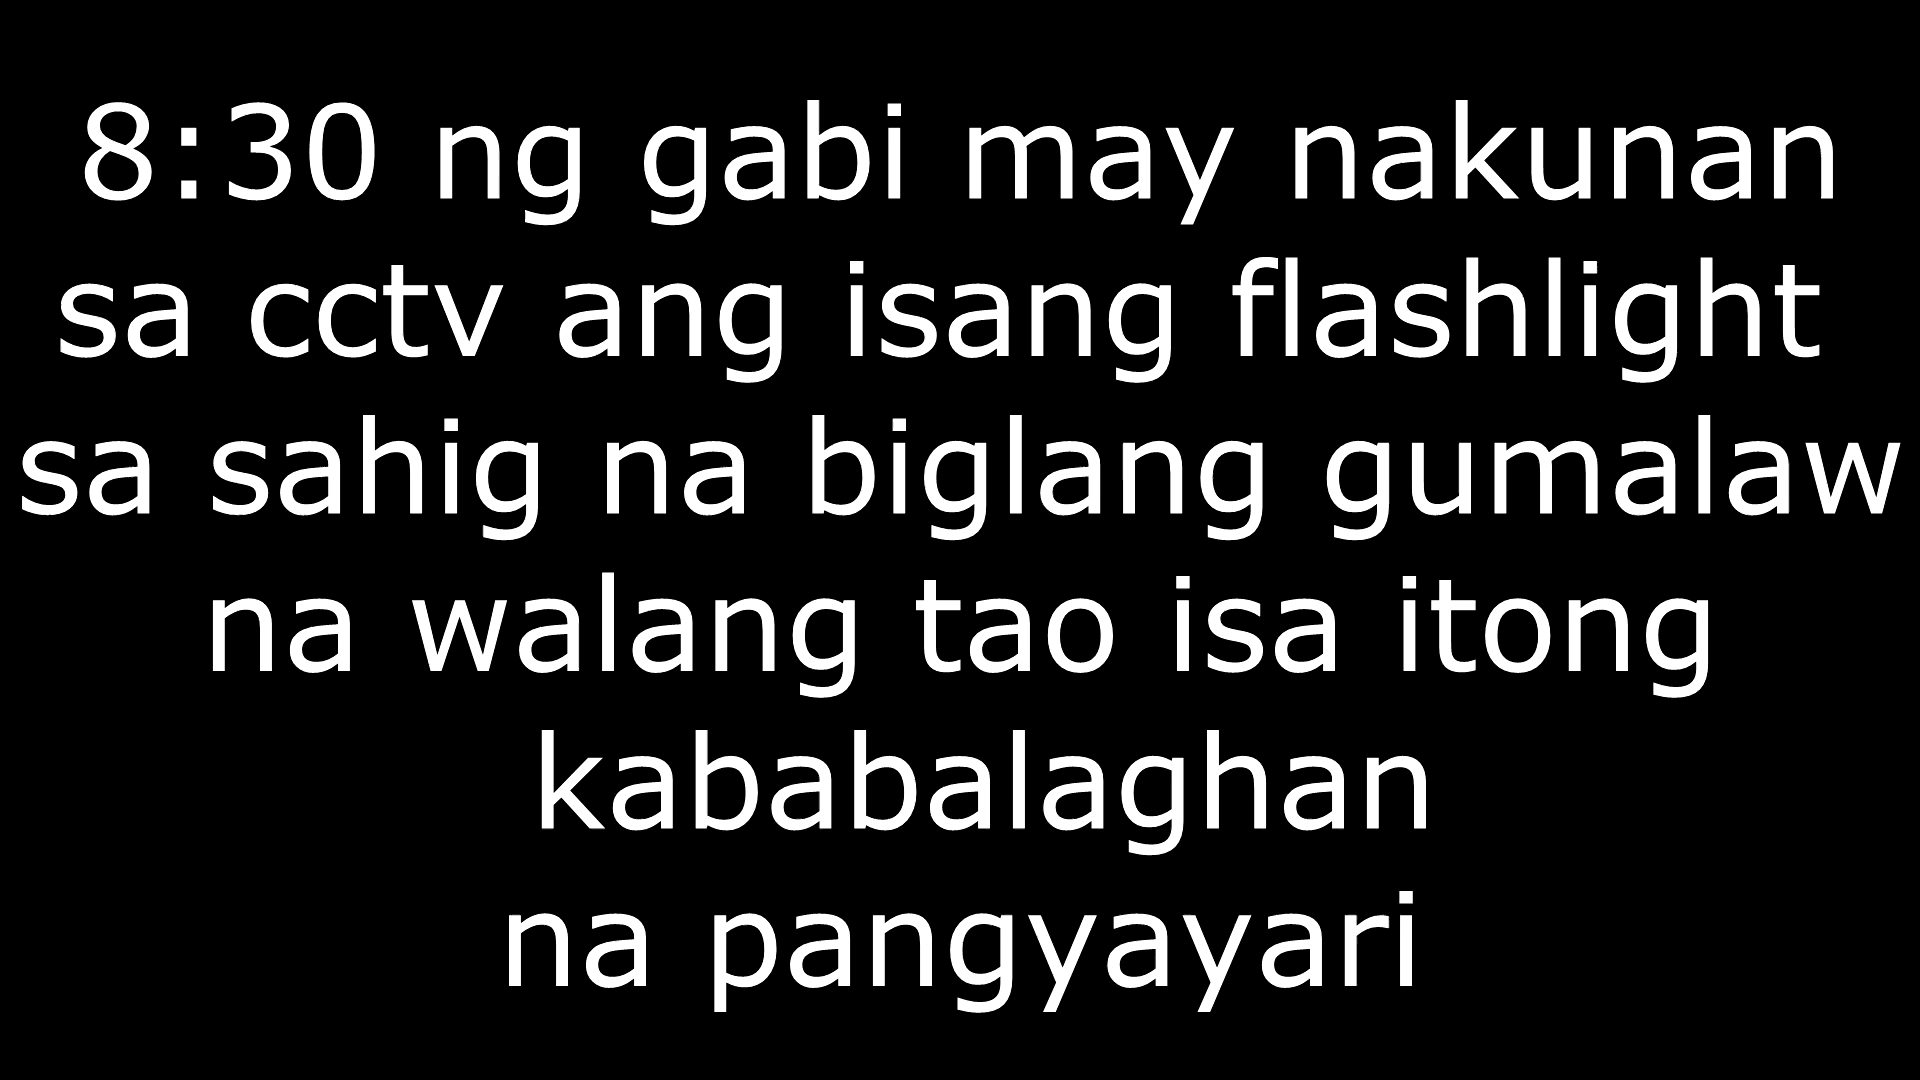 8:30 ng gabi may nakunan
sa cctv ang isang flashlight
sa sahig na biglang gumalaw
na walang tao isa itong
kababalaghan
na pangyayari